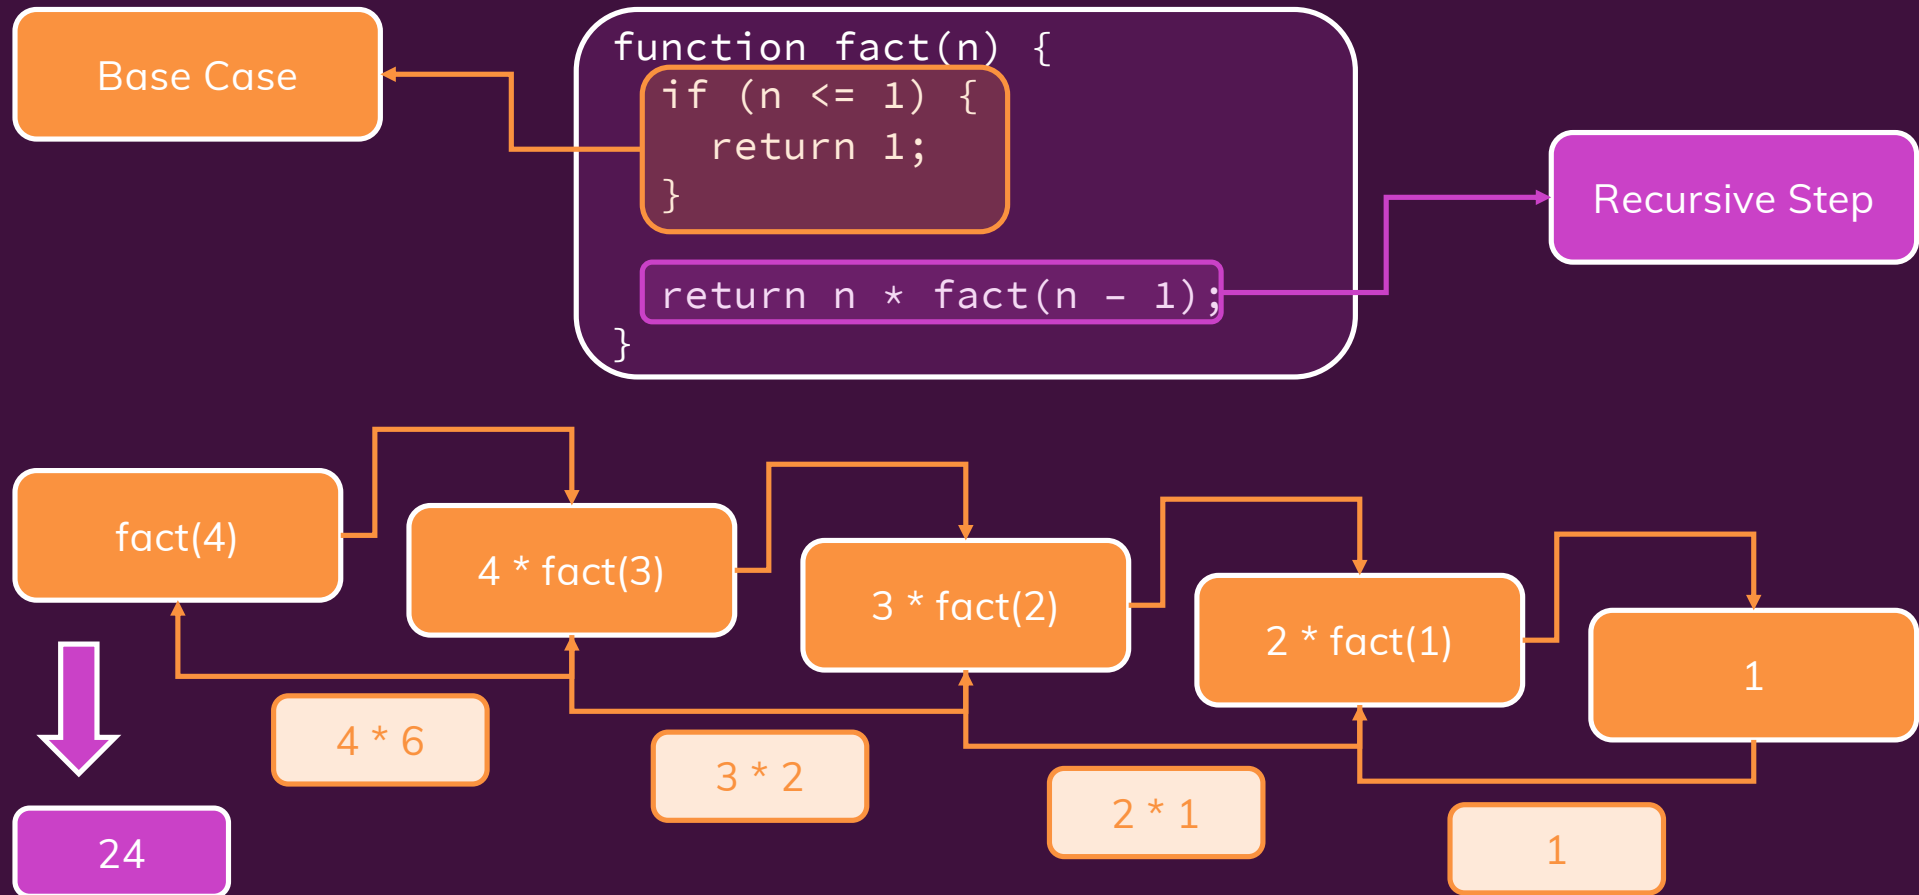 Base Case
function fact(n) {
if (n <= 1) {
return 1;
}
return n * fact(n – 1);
}
Recursive Step
fact(4)
4 * fact(3)
3 * fact(2)
2 * fact(1)
1
4 * 6
3 * 2
2 * 1
1
24